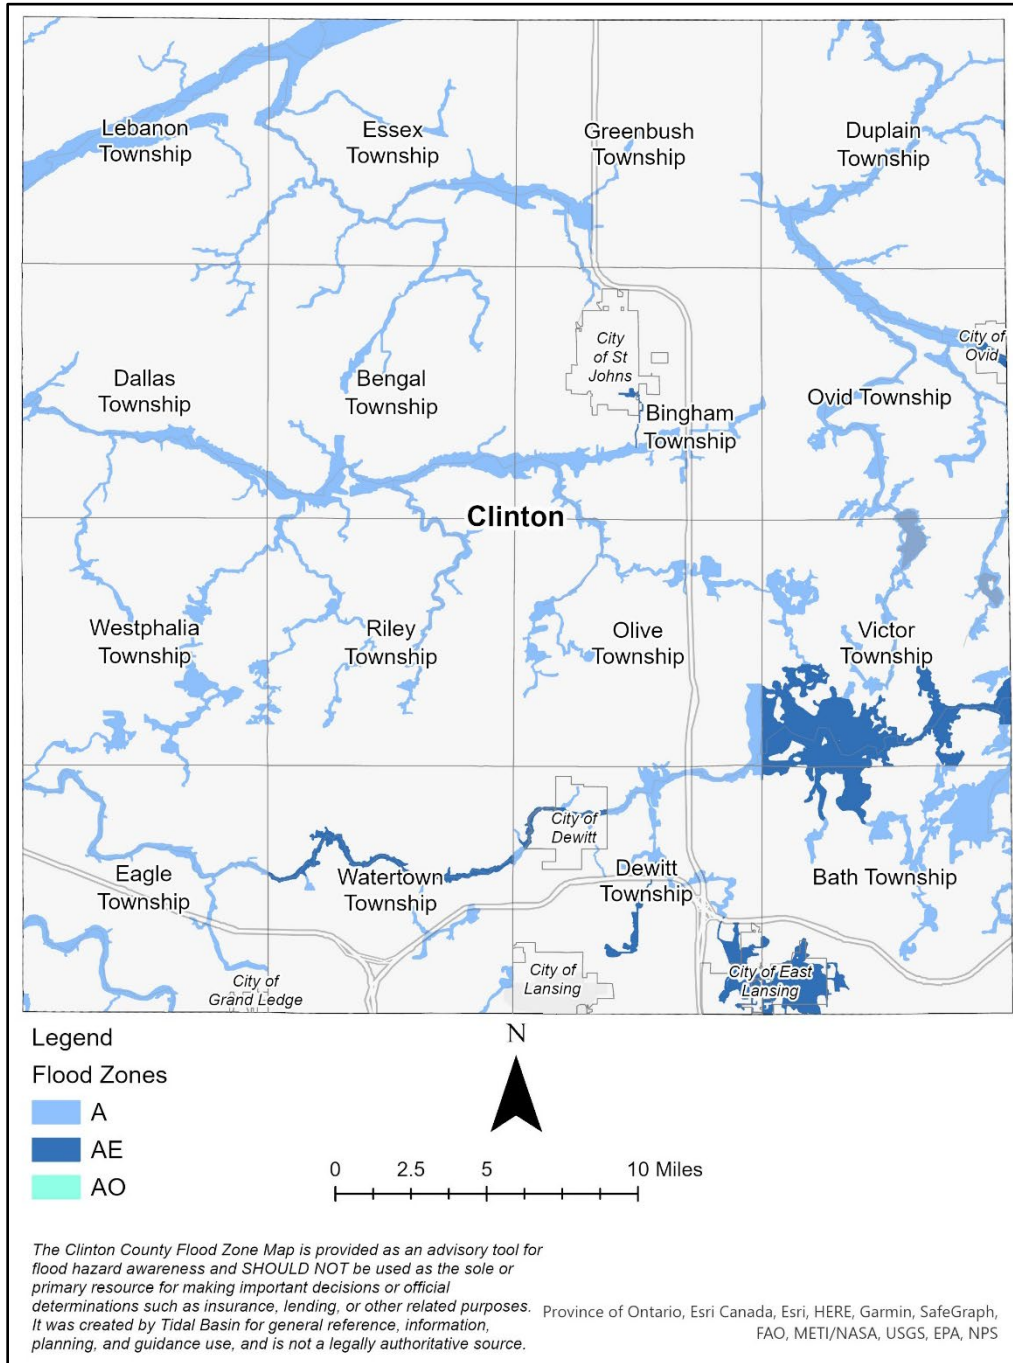 Lebanon
Township
Essex
Township
Greenbush
Township
Duplain
Township
City
of St
Johns
City of
Ovid
Dallas
Township
Bengal
Township
Bingham
Township
Ovid Township
Clinton
Westphalia
Township
Riley
Township
Olive
Township
Victor
Township
City of
Dewitt
Eagle
Township
Watertown
Township
Dewitt
Township
Bath Township
City of
Grand Ledge
City of
Lansing
City of East
Lansing
Legend
Flood Zones
A
AE
AO
N
0 2.5 5 10 Miles
The Clinton County Flood Zone Map is provided as an advisory tool for
flood hazard awareness and SHOULD NOT be used as the sole or
primary resource for making important decisions or official
determinations such as insurance, lending, or other related purposes.
It was created by Tidal Basin for general reference, information,
planning, and guidance use, and is not a legally authoritative source.
Province of Ontario, Esri Canada, Esri, HERE, Garmin, SafeGraph,
FAO, METI/NASA, USGS, EPA, NPS